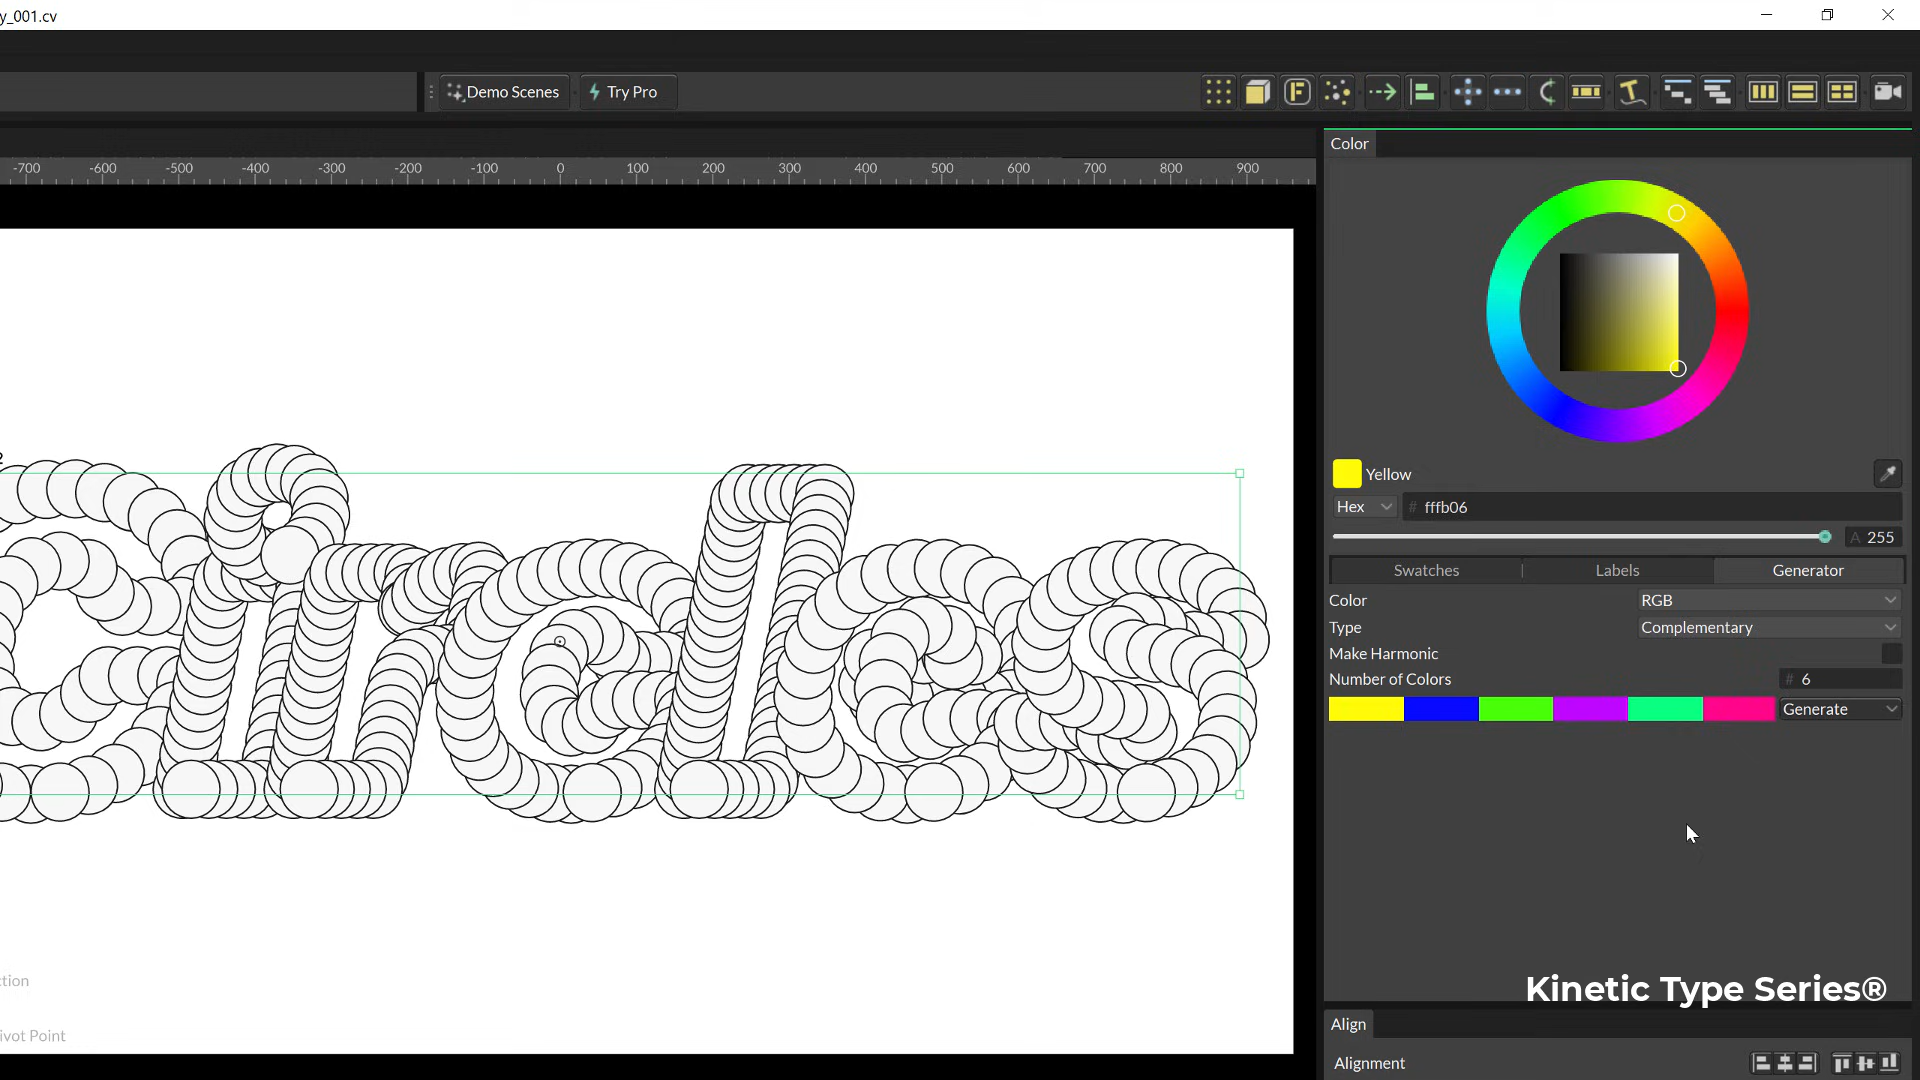 y_001.cv
Demo Scenes
Try Pro
Color
-700 -600 -500 -400 -300 -200 -100 0 100 200 300 400 500 600 700 800 900
Yellow
Hex # fffb06
A 255
Swatches Labels Generator
Color RGB
Type Complementary
Make Harmonic
Number of Colors # 6
Generate
Circles
ction
ivot Point
Kinetic Type Series®
Align
Alignment